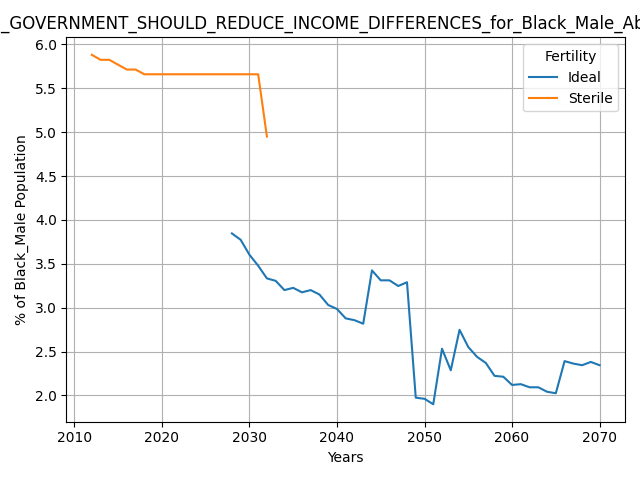 _GOVERNMENT_SHOULD_REDUCE_INCOME_DIFFERENCES_for_Black_Male_Ab
Fertility
Ideal
Sterile
6.0
5.5
5.0
4.5
4.0
3.5
3.0
2.5
2.0
% of Black_Male Population
2010 2020 2030 2040 2050 2060 2070
Years